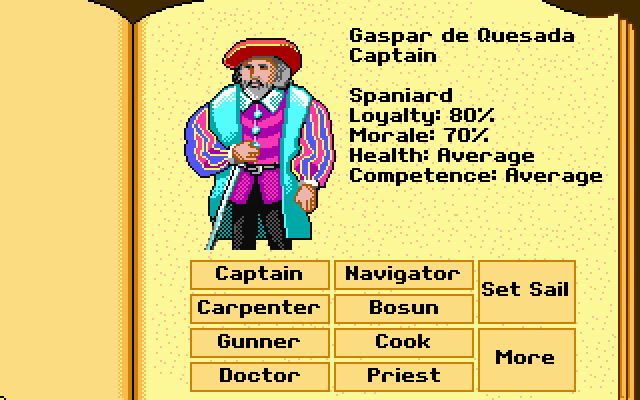 Gaspar de Quesada
Captain
Spaniard
Loyalty: 80%
Morale: 70%
Health: Average
Competence: Average
Captain
Navigator
Set Sail
Carpenter
Bosun
Gunner
Cook
More
Doctor
Priest